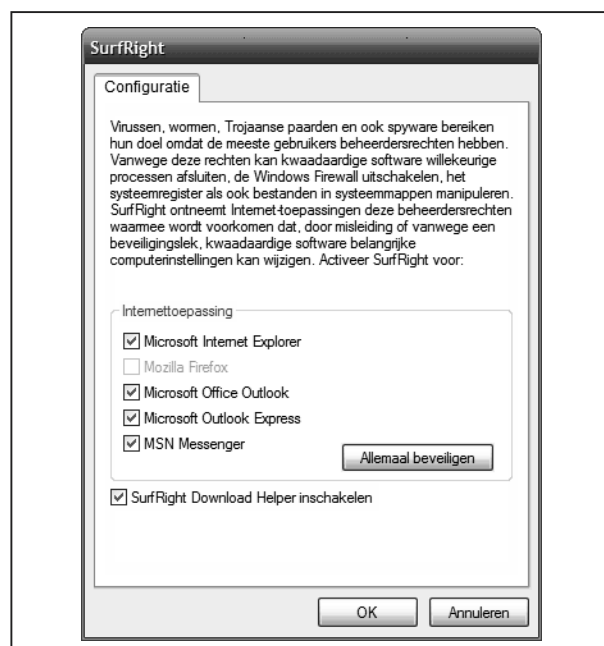 SurfRight
Configuratie
Virussen, wormen, Trojaanse paarden en ook spyware bereiken
hun doel omdat de meeste gebruikers beheerdersrechten hebben.
Vanwege deze rechten kan kwaadaardige software willekeurige
processen afsluiten, de Windows Firewall uitschakelen, het
systeemregister als ook bestanden in systeemmappen manipuleren.
SurfRight ontneemt Internet-toepassingen deze beheerdersrechten
waarmee wordt voorkomen dat, door misleiding of vanwege een
beveiligingslek, kwaadaardige software belangrijke
computerinstellingen kan wijzigen. Activeer SurfRight voor:
Internettoepassing
Microsoft Internet Explorer
Mozilla Firefox
Microsoft Office Outlook
Microsoft Outlook Express
MSN Messenger
Allemaal beveiligen
SurfRight Download Helper inschakelen
OK
Annuleren